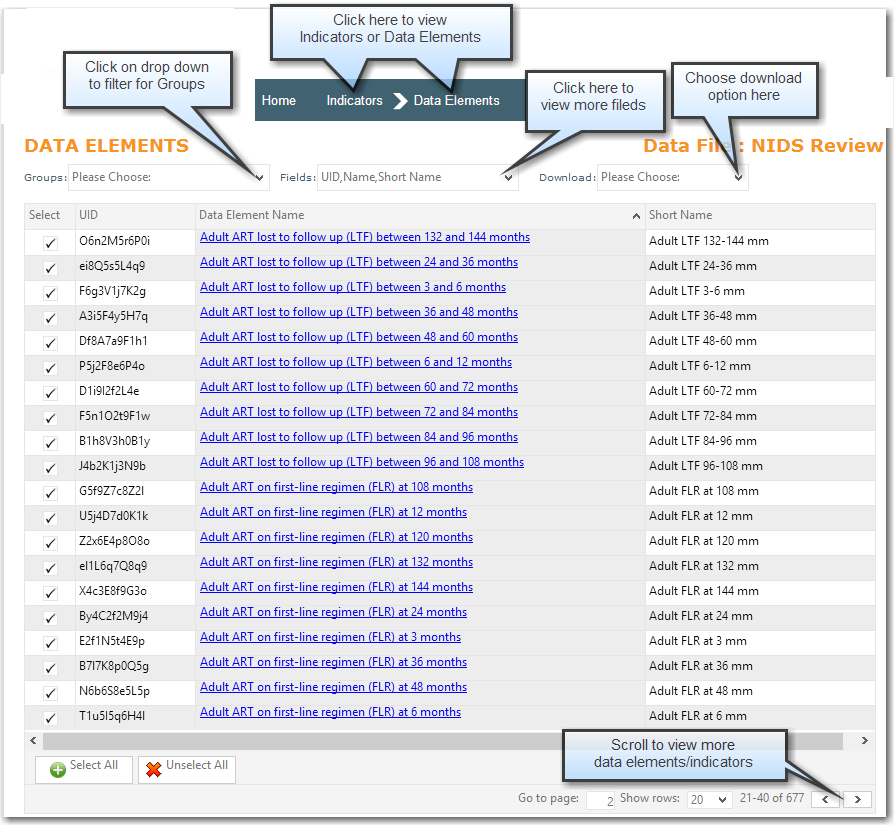 Click here to view
Indicators or Data Elements
Click on drop down
to filter for Groups
Click here to
view more fileds
Choose download
option here
Home Indicators Data Elements
DATA ELEMENTS
Data File: NIDS Review
Groups: Please Choose: Fields: UID,Name,Short Name Download: Please Choose:
Select UID Data Element Name Short Name
O6n2M5r6P0i Adult ART lost to follow up (LTF) between 132 and 144 months Adult LTF 132-144 mm
ei8Q5s5L4q9 Adult ART lost to follow up (LTF) between 24 and 36 months Adult LTF 24-36 mm
F6g3V1j7K2g Adult ART lost to follow up (LTF) between 3 and 6 months Adult LTF 3-6 mm
A3i5F4y5H7q Adult ART lost to follow up (LTF) between 36 and 48 months Adult LTF 36-48 mm
Df8A7a9F1h1 Adult ART lost to follow up (LTF) between 48 and 60 months Adult LTF 48-60 mm
P5j2F8e6P4o Adult ART lost to follow up (LTF) between 6 and 12 months Adult LTF 6-12 mm
D1i9I2f2L4e Adult ART lost to follow up (LTF) between 60 and 72 months Adult LTF 60-72 mm
F5n1O2t9F1w Adult ART lost to follow up (LTF) between 72 and 84 months Adult LTF 72-84 mm
B1h8V3h0B1y Adult ART lost to follow up (LTF) between 84 and 96 months Adult LTF 84-96 mm
J4b2K1j3N9b Adult ART lost to follow up (LTF) between 96 and 108 months Adult LTF 96-108 mm
G5f9Z7c8Z2I Adult ART on first-line regimen (FLR) at 108 months Adult FLR at 108 mm
U5j4D7d0K1k Adult ART on first-line regimen (FLR) at 12 months Adult FLR at 12 mm
Z2x6E4p8O8o Adult ART on first-line regimen (FLR) at 120 months Adult FLR at 120 mm
eI1L6q7Q8q9 Adult ART on first-line regimen (FLR) at 132 months Adult FLR at 132 mm
X4c3E8f9G3o Adult ART on first-line regimen (FLR) at 144 months Adult FLR at 144 mm
By4C2f2M9j4 Adult ART on first-line regimen (FLR) at 24 months Adult FLR at 24 mm
E2f1N5t4E9p Adult ART on first-line regimen (FLR) at 3 months Adult FLR at 3 mm
B7I7K8p0Q5g Adult ART on first-line regimen (FLR) at 36 months Adult FLR at 36 mm
N6b6S8e5L5p Adult ART on first-line regimen (FLR) at 48 months Adult FLR at 48 mm
T1u5I5q6H4I Adult ART on first-line regimen (FLR) at 6 months Adult FLR at 6 mm
Scroll to view more
data elements/indicators
Select All Unselect All
Go to page: 2 Show rows: 20 21-40 of 677